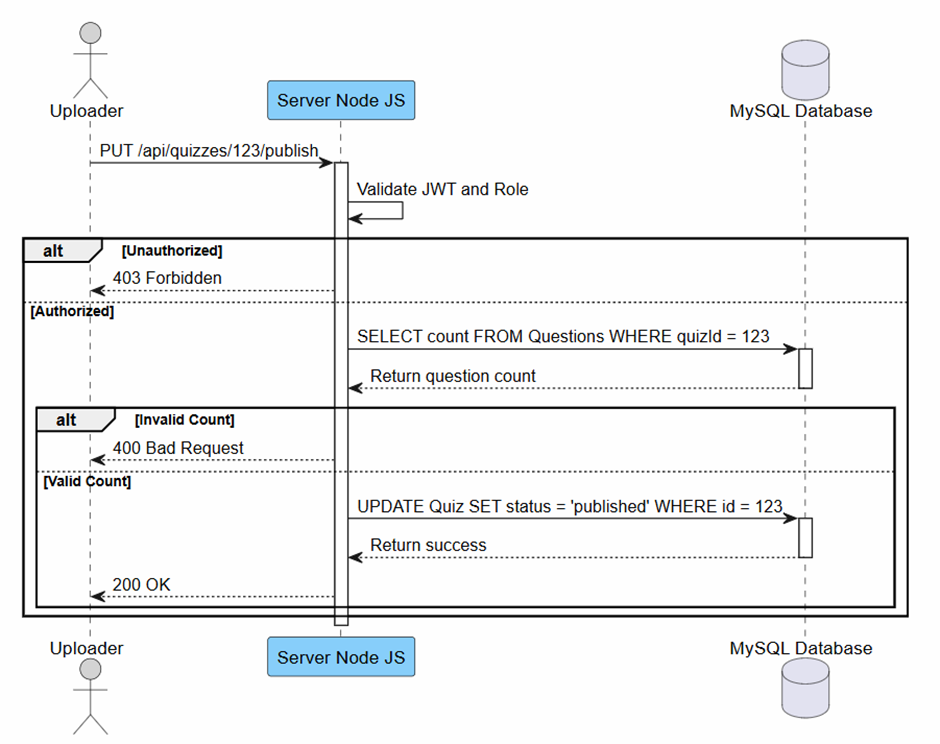 Uploader
Server Node JS
MySQL Database
PUT /api/quizzes/123/publish
Validate JWT and Role
alt [Unauthorized]
403 Forbidden
[Authorized]
SELECT count FROM Questions WHERE quizId = 123
Return question count
alt [Invalid Count]
400 Bad Request
[Valid Count]
UPDATE Quiz SET status = 'published' WHERE id = 123
Return success
200 OK
Uploader
Server Node JS
MySQL Database